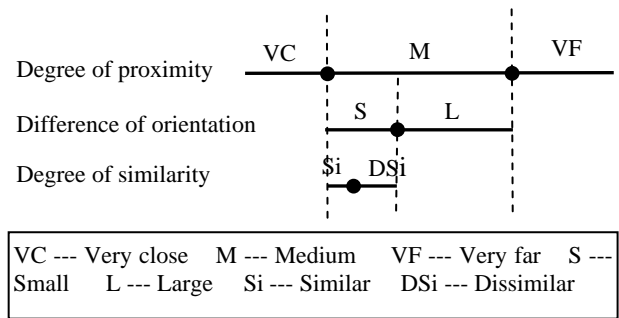 VC M VF
Degree of proximity
S L
Difference of orientation
Si DSi
Degree of similarity
VC --- Very close M --- Medium VF --- Very far S ---
Small L --- Large Si --- Similar DSi --- Dissimilar